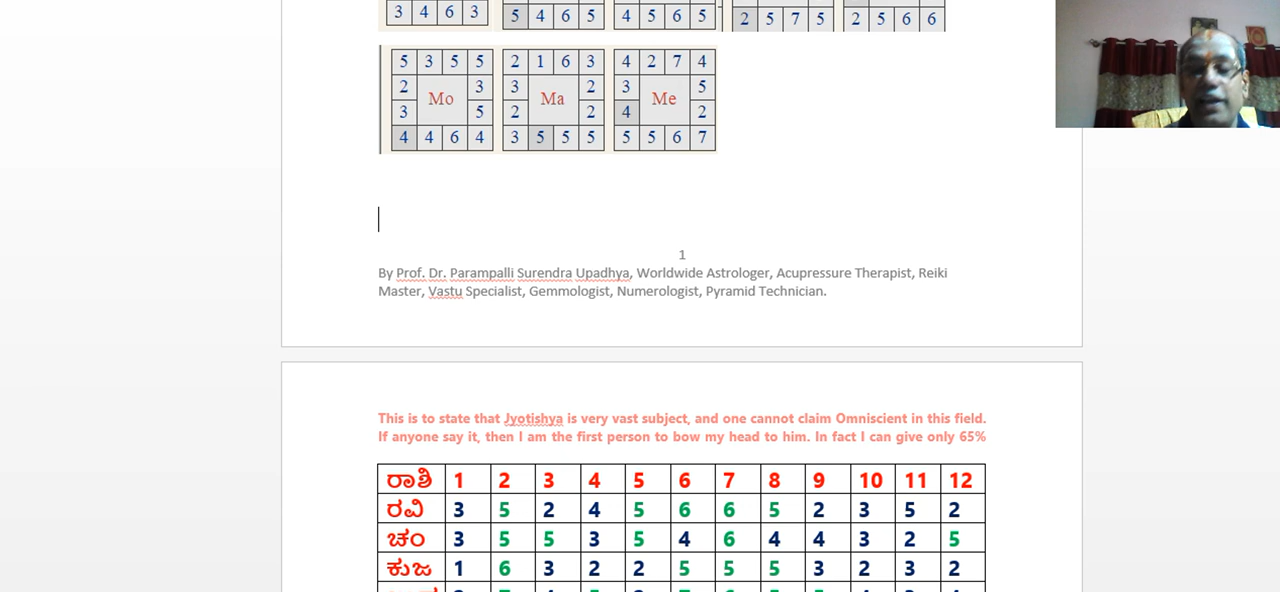 3 4 6 3 5 4 6 5 4 5 6 5 2 5 7 5 2 5 6 6
5 3 5 5 2 1 6 3 4 2 7 4
2 3 3 2 3 5
Mo Ma Me
3 5 2 2 4 2
4 4 6 4 3 5 5 5 5 5 6 7
1
By Prof. Dr. Parampalli Surendra Upadhya, Worldwide Astrologer, Acupressure Therapist, Reiki
Master, Vastu Specialist, Gemmologist, Numerologist, Pyramid Technician.
This is to state that Jyotishya is very vast subject, and one cannot claim Omniscient in this field.
If anyone say it, then I am the first person to bow my head to him. In fact I can give only 65%
ರಾಶಿ 1 2 3 4 5 6 7 8 9 10 11 12
ರವಿ 3 5 2 4 5 6 6 5 2 3 5 2
ಚಂ 3 5 5 3 5 4 6 4 4 3 2 5
ಕುಜ 1 6 3 2 2 5 5 5 3 2 3 2